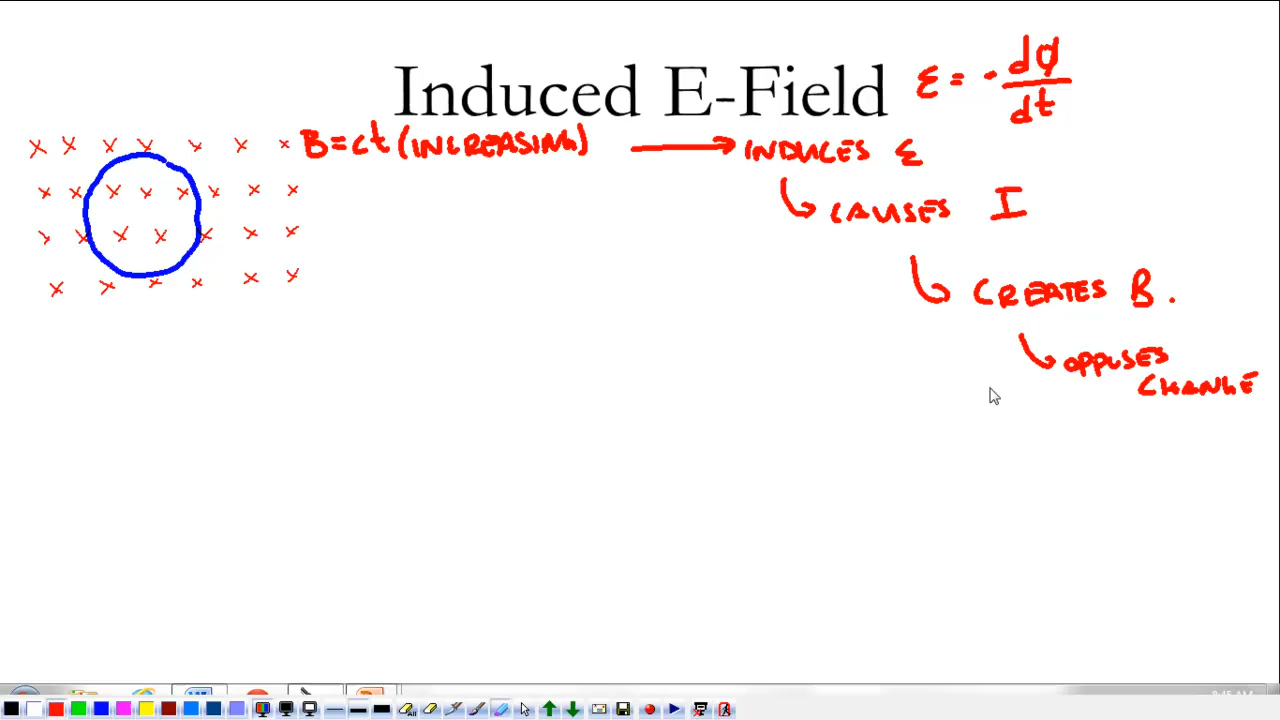 Induced E-Field
ε = - dφ/dt
B=ct (INCREASING) → INDUCES ε
CAUSES I
CREATES B.
OPPOSES
CHANGE